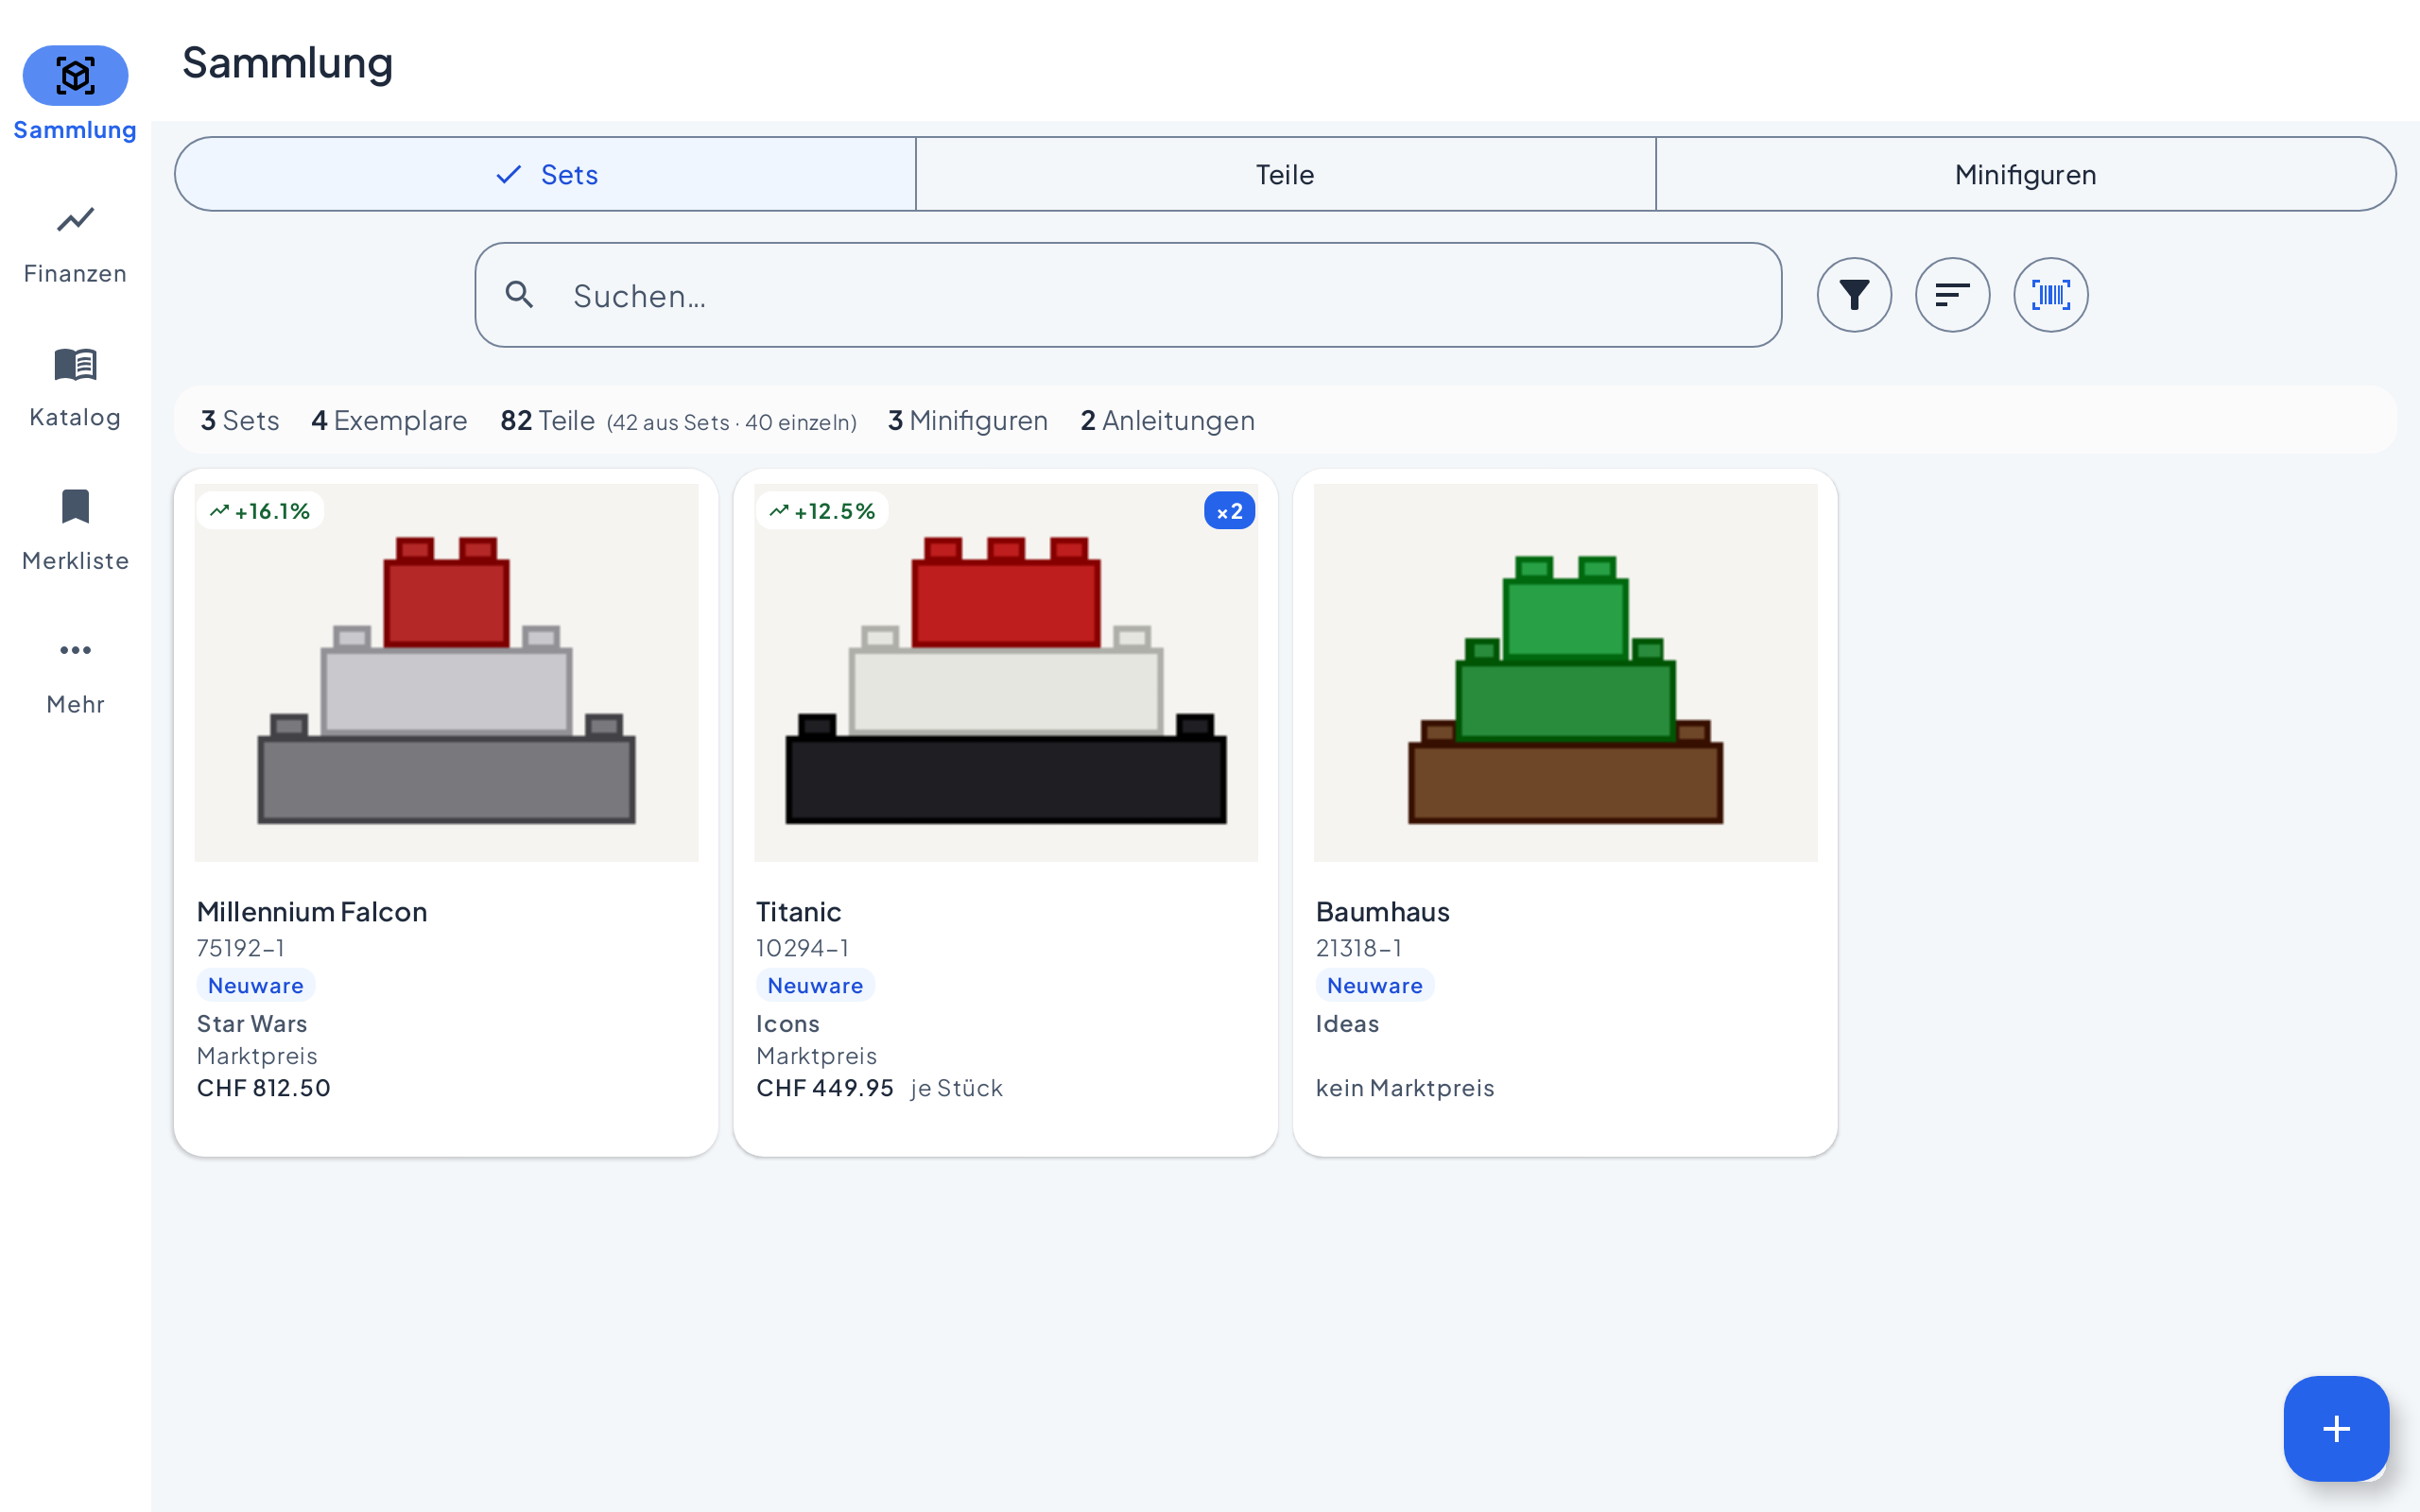 Sammlung
Sammlung
Finanzen
Katalog
Merkliste
Mehr
Sets
Teile
Minifiguren
Suchen...
3 Sets 4 Exemplare 82 Teile (42 aus Sets · 40 einzeln) 3 Minifiguren 2 Anleitungen
+16.1%
Millennium Falcon
75192-1
Neuware
Star Wars
Marktpreis
CHF 812.50
+12.5%
×2
Titanic
10294-1
Neuware
Icons
Marktpreis
CHF 449.95 je Stück
Baumhaus
21318-1
Neuware
Ideas
kein Marktpreis